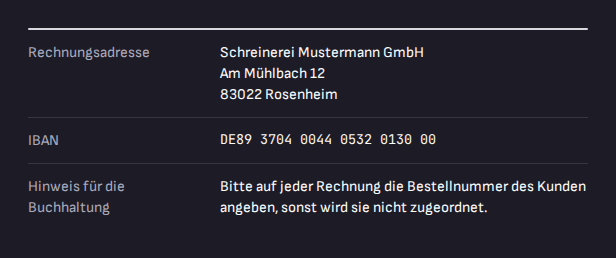 Rechnungsadresse
Schreinerei Mustermann GmbH
Am Mühlbach 12
83022 Rosenheim
IBAN
DE89 3704 0044 0532 0130 00
Hinweis für die
Buchhaltung
Bitte auf jeder Rechnung die Bestellnummer des Kunden
angeben, sonst wird sie nicht zugeordnet.